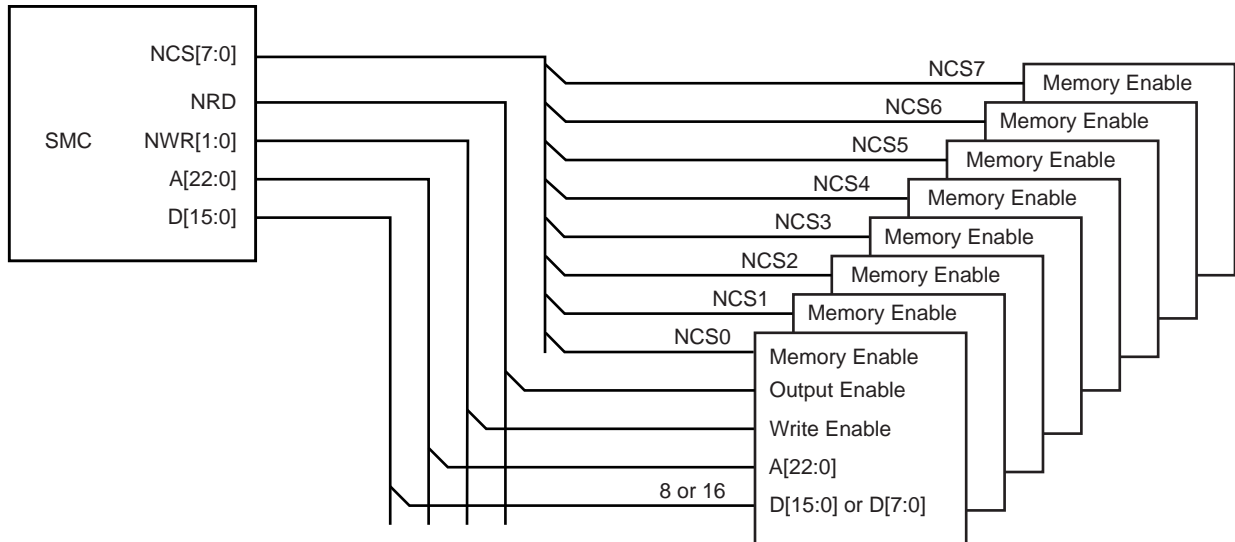 SMC
NCS[7:0]
NRD
NWR[1:0]
A[22:0]
D[15:0]
NCS7
Memory Enable
NCS6
Memory Enable
NCS5
Memory Enable
NCS4
Memory Enable
NCS3
Memory Enable
NCS2
Memory Enable
NCS1
Memory Enable
NCS0
Memory Enable
Output Enable
Write Enable
A[22:0]
8 or 16
D[15:0] or D[7:0]